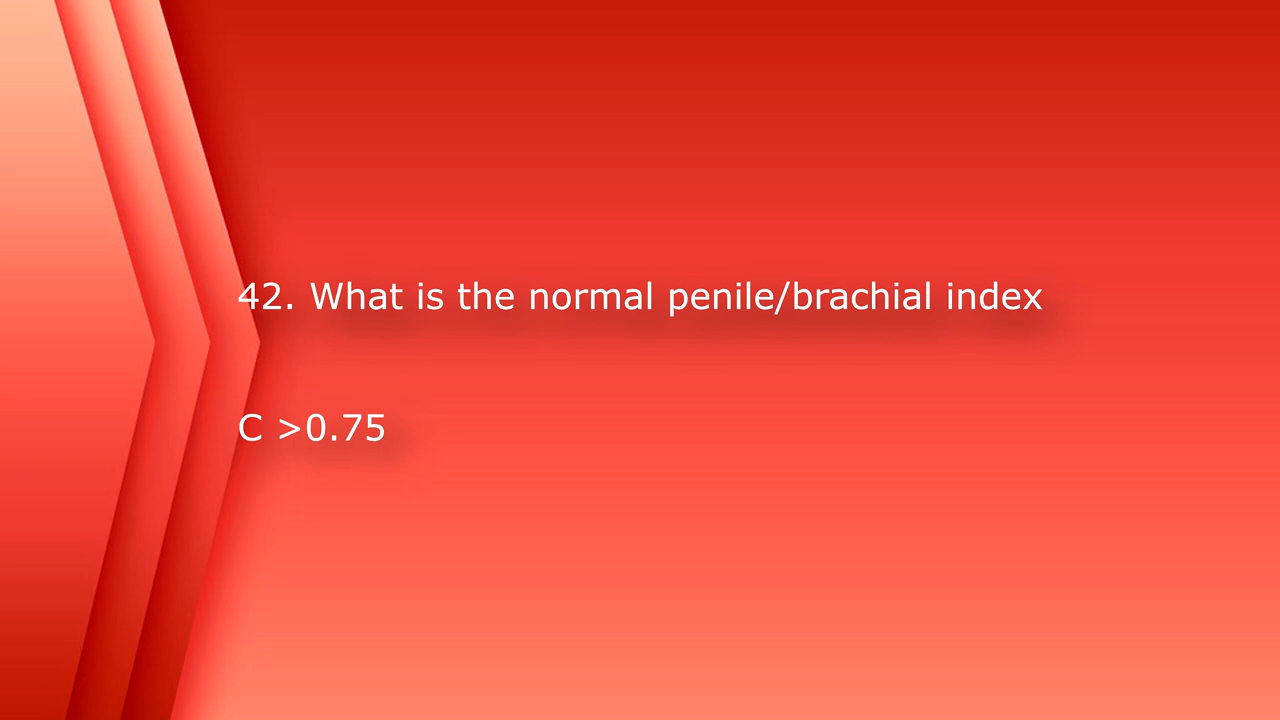 42. What is the normal penile/brachial index
C >0.75